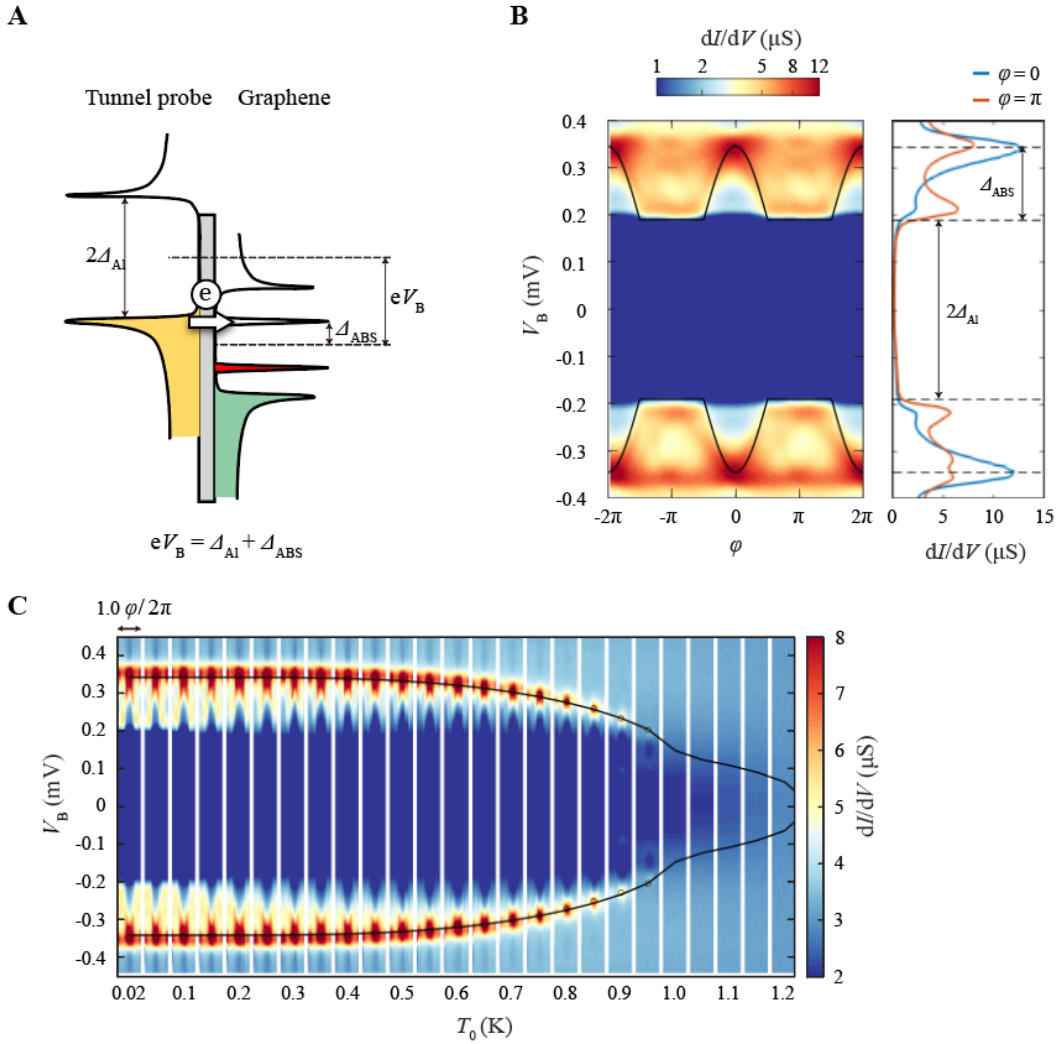 A
Tunnel probe Graphene
2Δ_Al
e
eV_B
Δ_ABS
eV_B = Δ_Al + Δ_ABS
B
dI/dV (μS)
1 2 5 8 12
φ = 0
φ = π
0.4
0.3
0.2
0.1
0
-0.1
-0.2
-0.3
-0.4
V_B (mV)
-2π -π 0 π 2π
φ
Δ_ABS
2Δ_Al
0 5 10 15
dI/dV (μS)
C
1.0 φ/2π
0.4
0.3
0.2
0.1
0
-0.1
-0.2
-0.3
-0.4
V_B (mV)
0.02 0.1 0.2 0.3 0.4 0.5 0.6 0.7 0.8 0.9 1.0 1.1 1.2
T_0 (K)
8
7
6
5
4
3
2
dI/dV (μS)